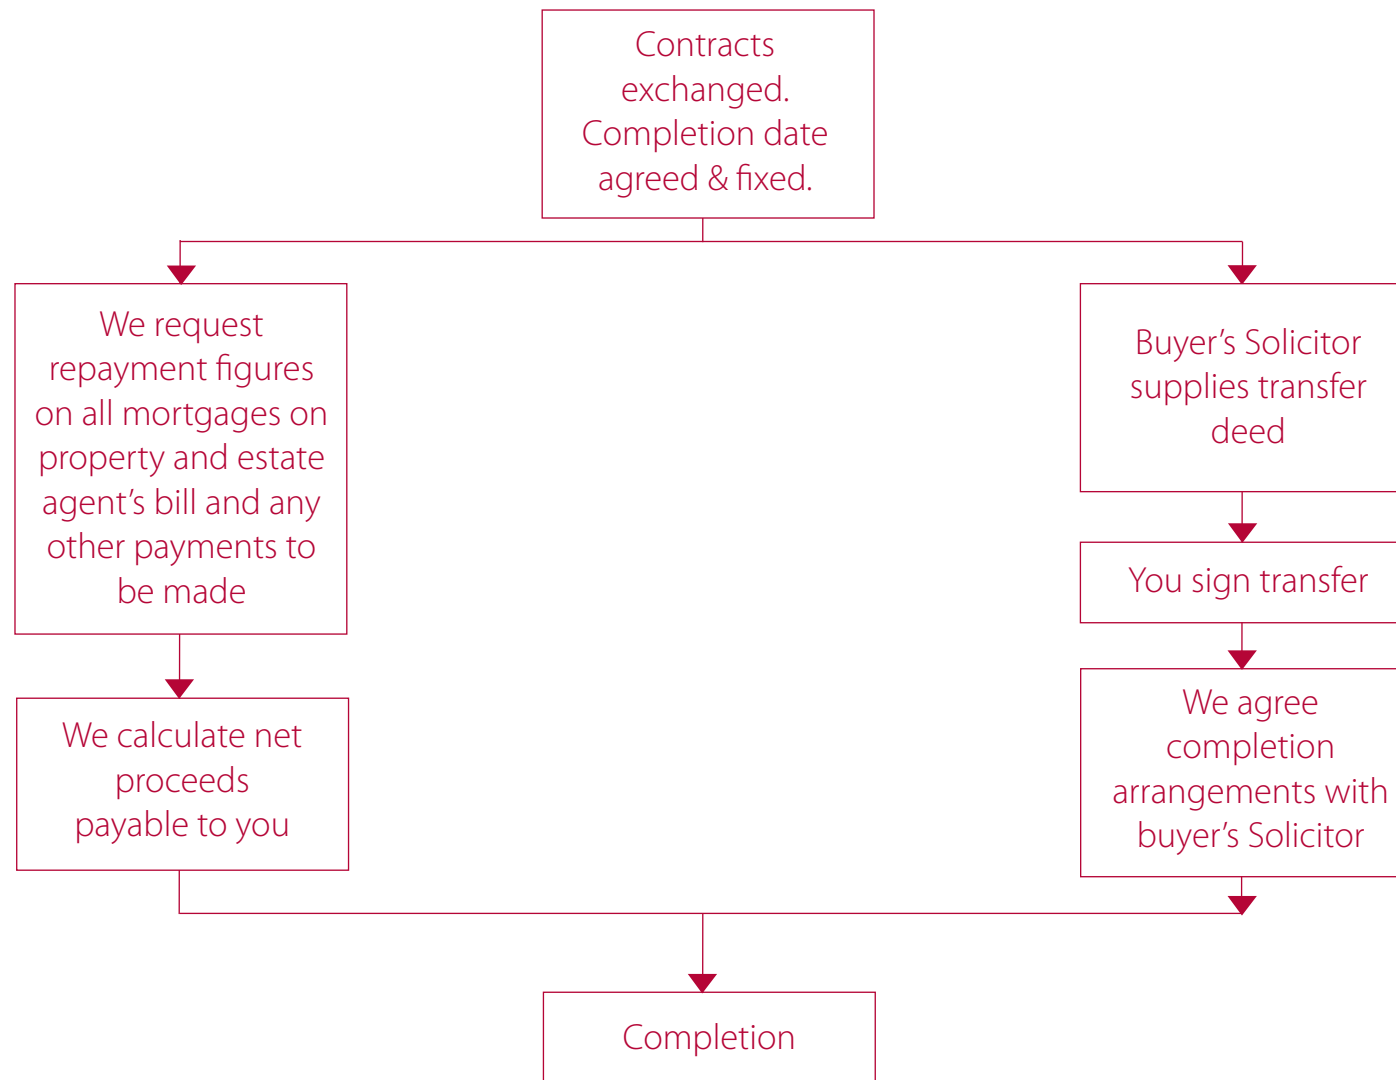 Contracts
exchanged.
Completion date
agreed & fixed.
We request
repayment figures
on all mortgages on
property and estate
agent’s bill and any
other payments to
be made
We calculate net
proceeds
payable to you
Buyer’s Solicitor
supplies transfer
deed
You sign transfer
We agree
completion
arrangements with
buyer’s Solicitor
Completion